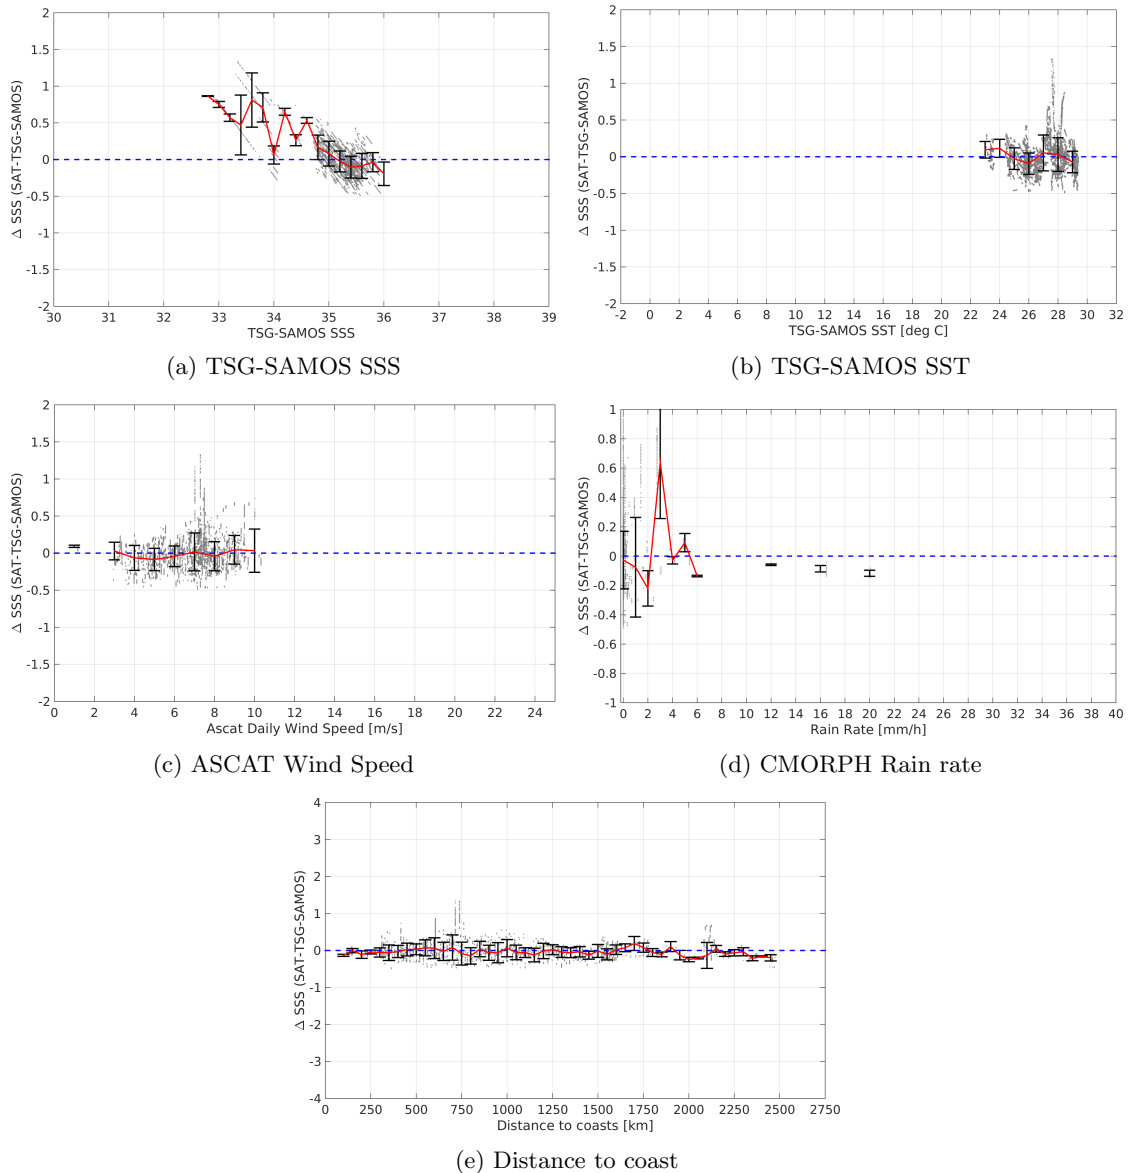 2
1.5
1
0.5
0
-0.5
-1
-1.5
-2
Δ SSS (SAT-TSG-SAMOS)
30 31 32 33 34 35 36 37 38 39
TSG-SAMOS SSS
(a) TSG-SAMOS SSS
2
1.5
1
0.5
0
-0.5
-1
-1.5
-2
Δ SSS (SAT-TSG-SAMOS)
-2 0 2 4 6 8 10 12 14 16 18 20 22 24 26 28 30 32
TSG-SAMOS SST [deg C]
(b) TSG-SAMOS SST
2
1.5
1
0.5
0
-0.5
-1
-1.5
-2
Δ SSS (SAT-TSG-SAMOS)
0 2 4 6 8 10 12 14 16 18 20 22 24
Ascat Daily Wind Speed [m/s]
(c) ASCAT Wind Speed
1
0.8
0.6
0.4
0.2
0
-0.2
-0.4
-0.6
-0.8
-1
Δ SSS (SAT-TSG-SAMOS)
0 2 4 6 8 10 12 14 16 18 20 22 24 26 28 30 32 34 36 38 40
Rain Rate [mm/h]
(d) CMORPH Rain rate
4
3
2
1
0
-1
-2
-3
-4
Δ SSS (SAT-TSG-SAMOS)
0 250 500 750 1000 1250 1500 1750 2000 2250 2500 2750
Distance to coasts [km]
(e) Distance to coast